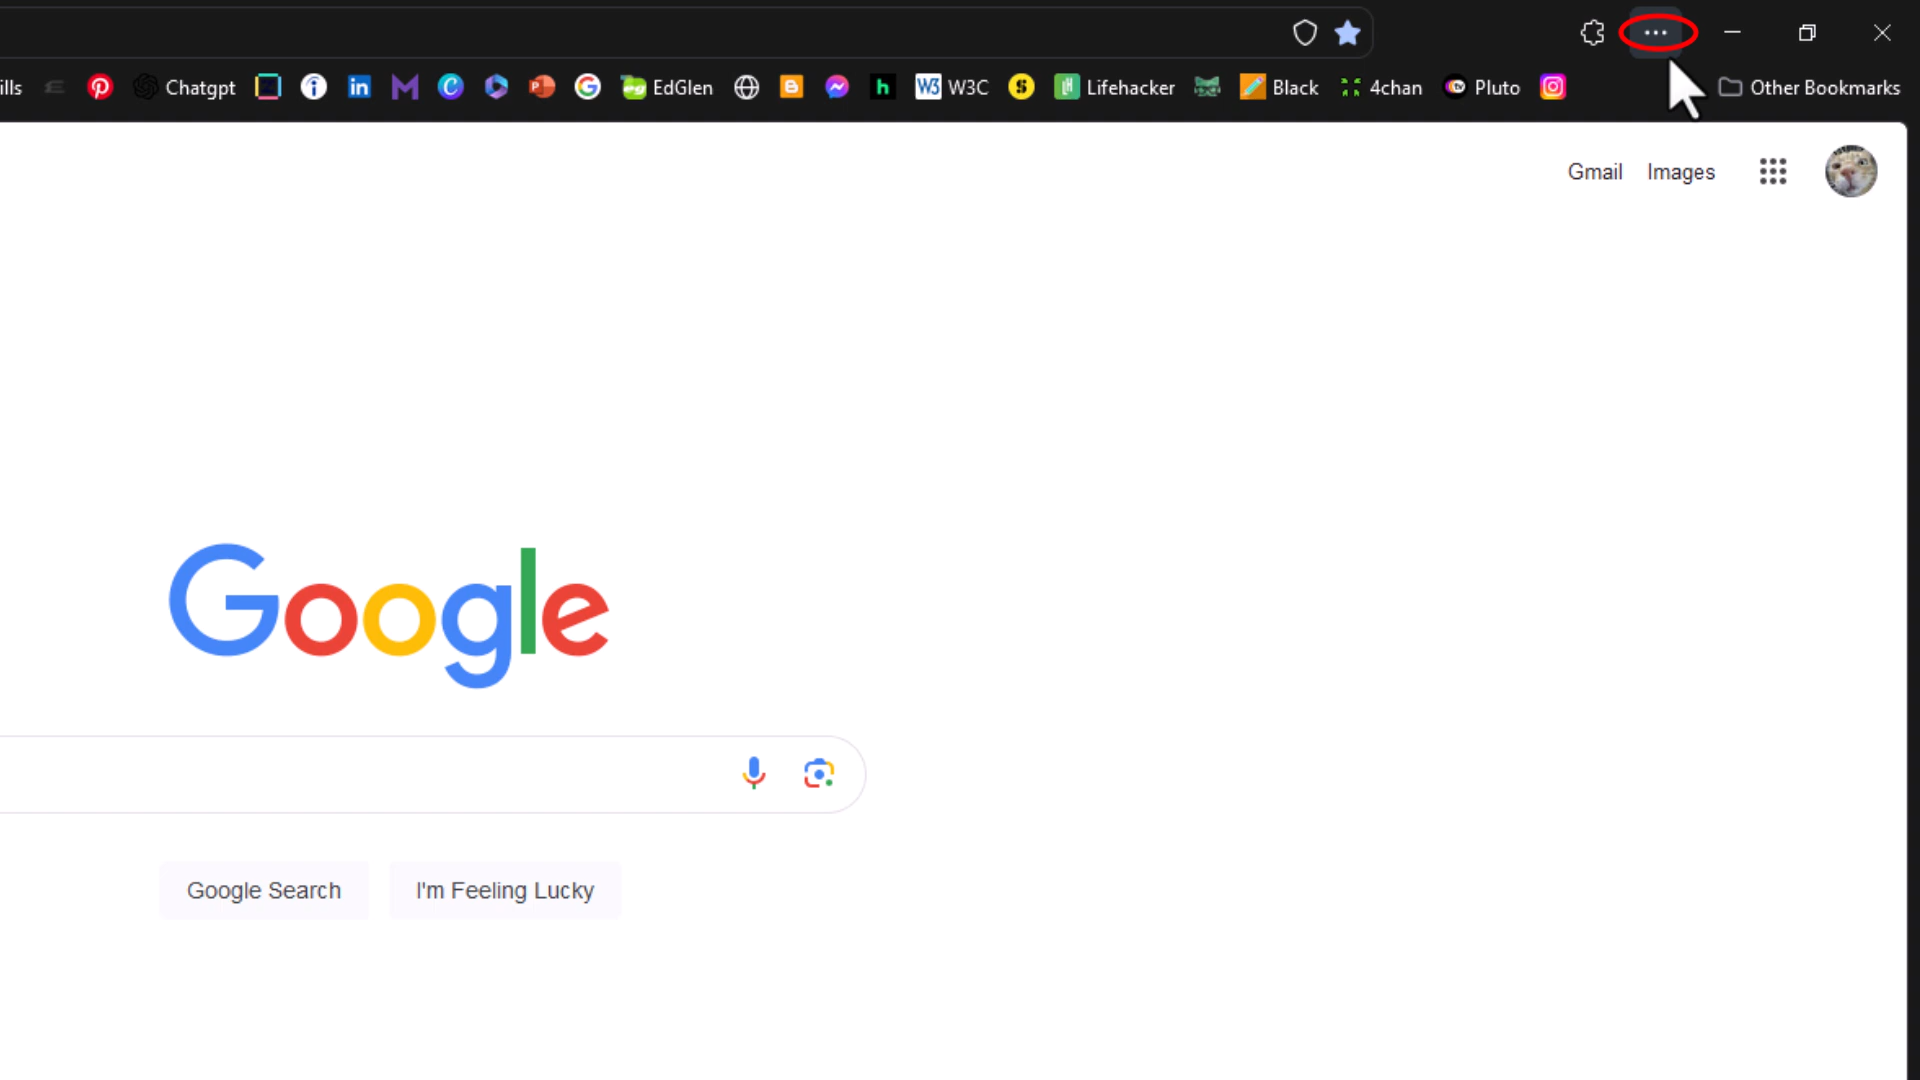 ills Chatgpt EdGlen W3C Lifehacker Black 4chan Pluto Other Bookmarks
Gmail Images
Google
Google Search I'm Feeling Lucky